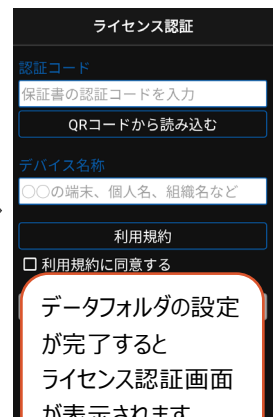 ライセンス認証
認証コード
保証書の認証コードを入力
QRコードから読み込む
デバイス名称
○○の端末、個人名、組織名など
利用規約
利用規約に同意する
データフォルダの設定
が完了すると
ライセンス認証画面
が表示されます